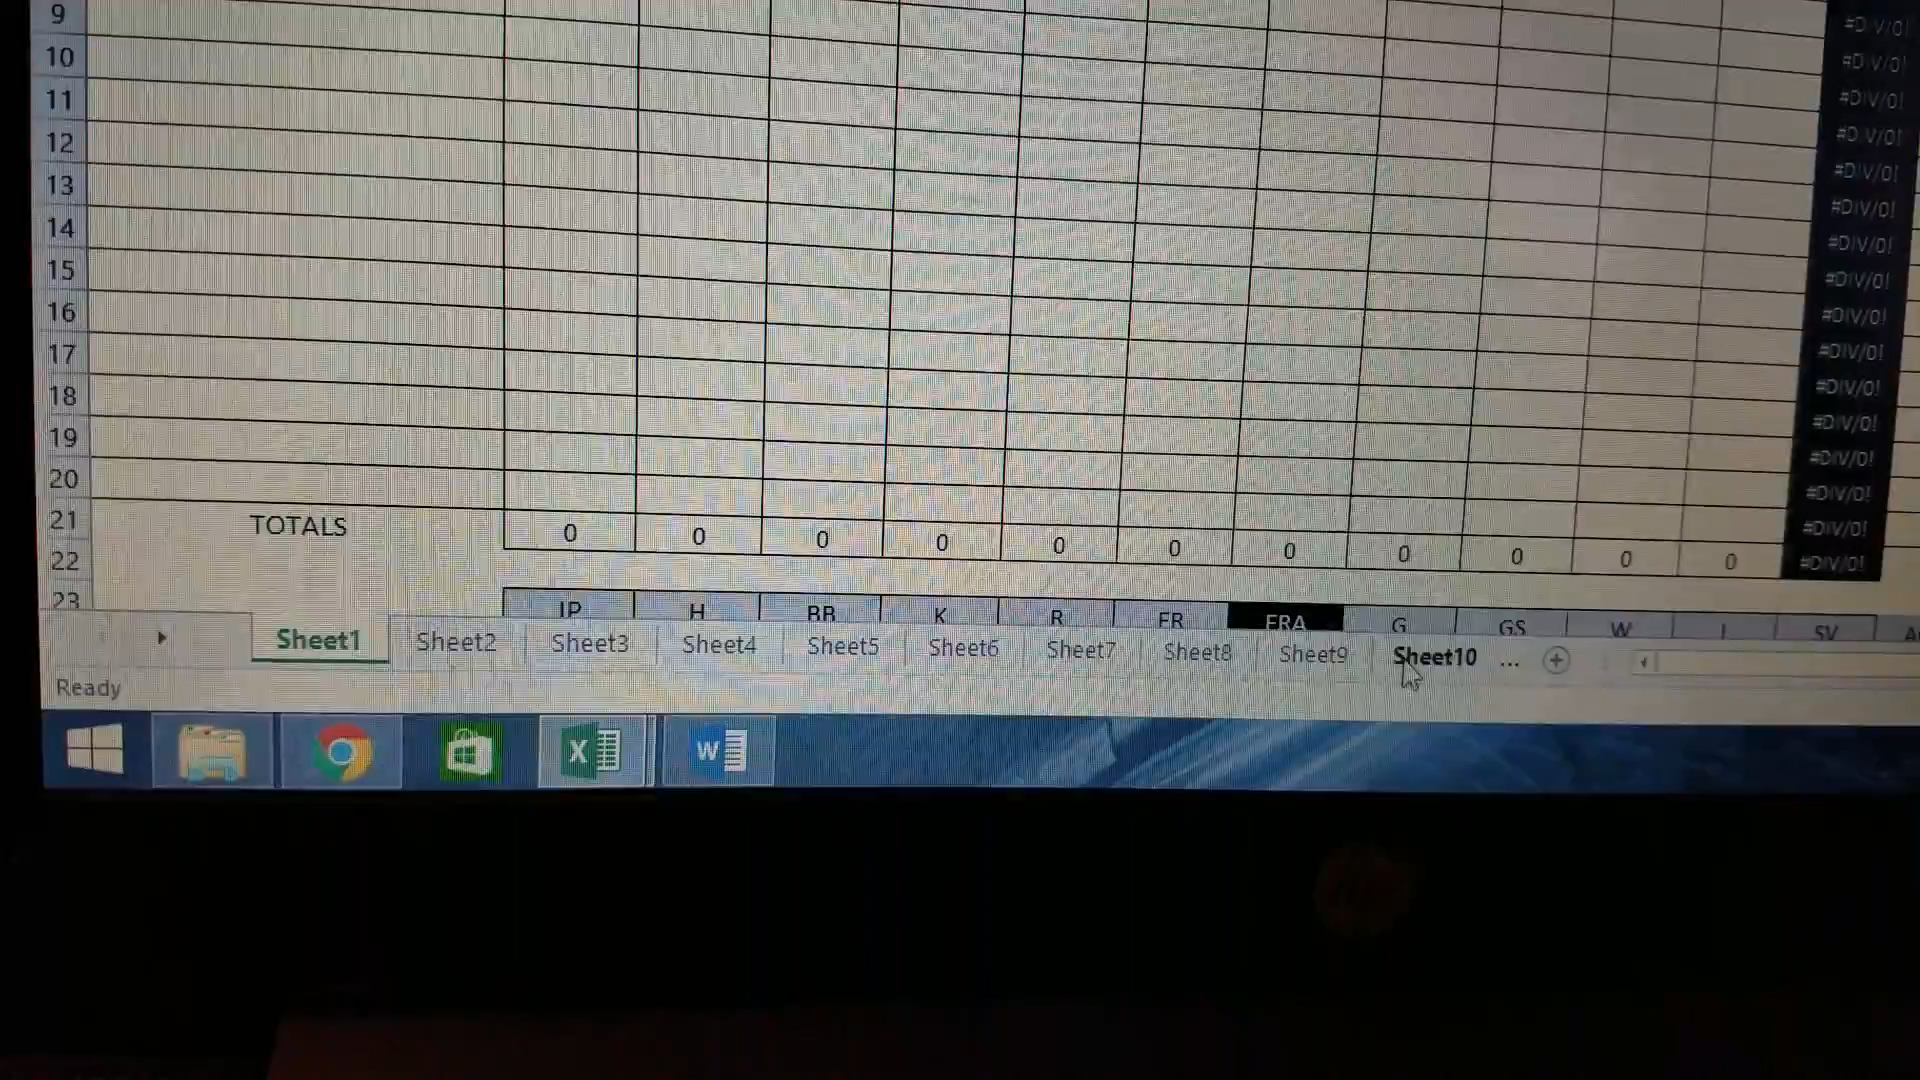 9 #DIV/0!
10 #DIV/0!
11 #DIV/0!
12 #DIV/0!
13 #DIV/0!
14 #DIV/0!
15 #DIV/0!
16 #DIV/0!
17 #DIV/0!
18 #DIV/0!
19 #DIV/0!
20 #DIV/0!
21 TOTALS 0 0 0 0 0 0 0 0 0 0 0 #DIV/0!
#DIV/0!
#DIV/0!
#DIV/0!
22
23 IP H BB K R ER ERA G GS W SV
Sheet1 Sheet2 Sheet3 Sheet4 Sheet5 Sheet6 Sheet7 Sheet8 Sheet9 Sheet10 ...
Ready
X
W